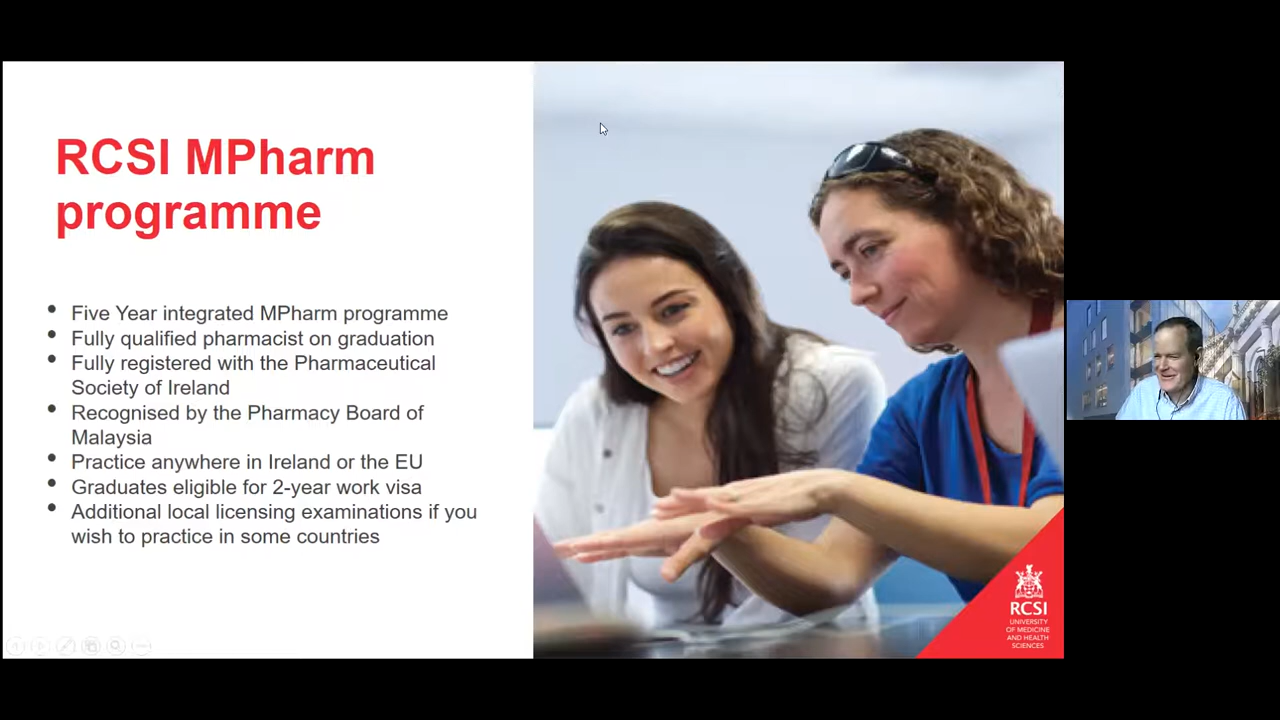 RCSI MPharm
programme
• Five Year integrated MPharm programme
• Fully qualified pharmacist on graduation
• Fully registered with the Pharmaceutical
Society of Ireland
• Recognised by the Pharmacy Board of
Malaysia
• Practice anywhere in Ireland or the EU
• Graduates eligible for 2-year work visa
• Additional local licensing examinations if you
wish to practice in some countries
RCSI
UNIVERSITY
OF MEDICINE
AND HEALTH
SCIENCES